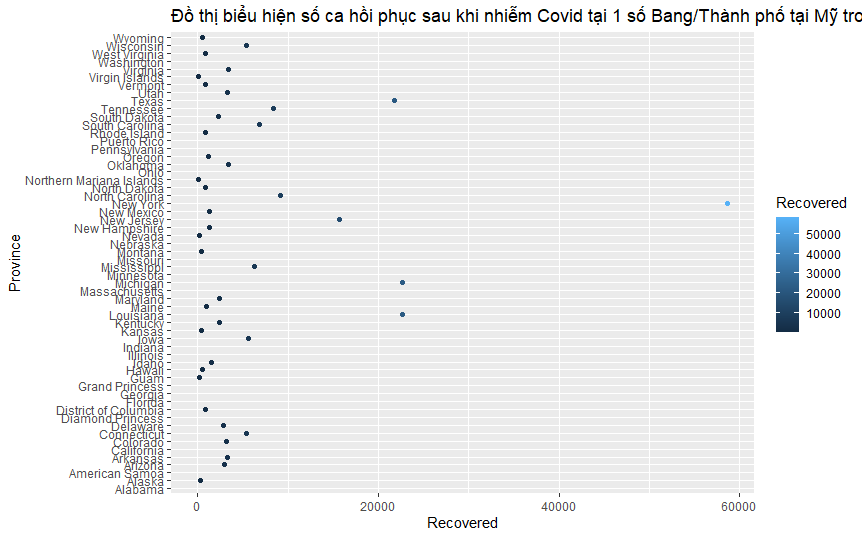 Đồ thị biểu hiện số ca hồi phục sau khi nhiễm Covid tại 1 số Bang/Thành phố tại Mỹ tro
Wyoming
Wisconsin
West Virginia
Washington
Virginia
Virgin Islands
Vermont
Utah
Texas
Tennessee
South Dakota
South Carolina
Rhode Island
Puerto Rico
Pennsylvania
Oregon
Oklahoma
Ohio
Northern Mariana Islands
North Dakota
North Carolina
New York
New Mexico
New Jersey
New Hampshire
Nevada
Nebraska
Montana
Missouri
Mississippi
Minnesota
Michigan
Massachusetts
Maryland
Maine
Louisiana
Kentucky
Kansas
Iowa
Indiana
Illinois
Idaho
Hawaii
Guam
Grand Princess
Georgia
Florida
District of Columbia
Diamond Princess
Delaware
Connecticut
Colorado
California
Arkansas
Arizona
American Samoa
Alaska
Alabama
Province
0 20000 40000 60000
Recovered
Recovered
50000
40000
30000
20000
10000